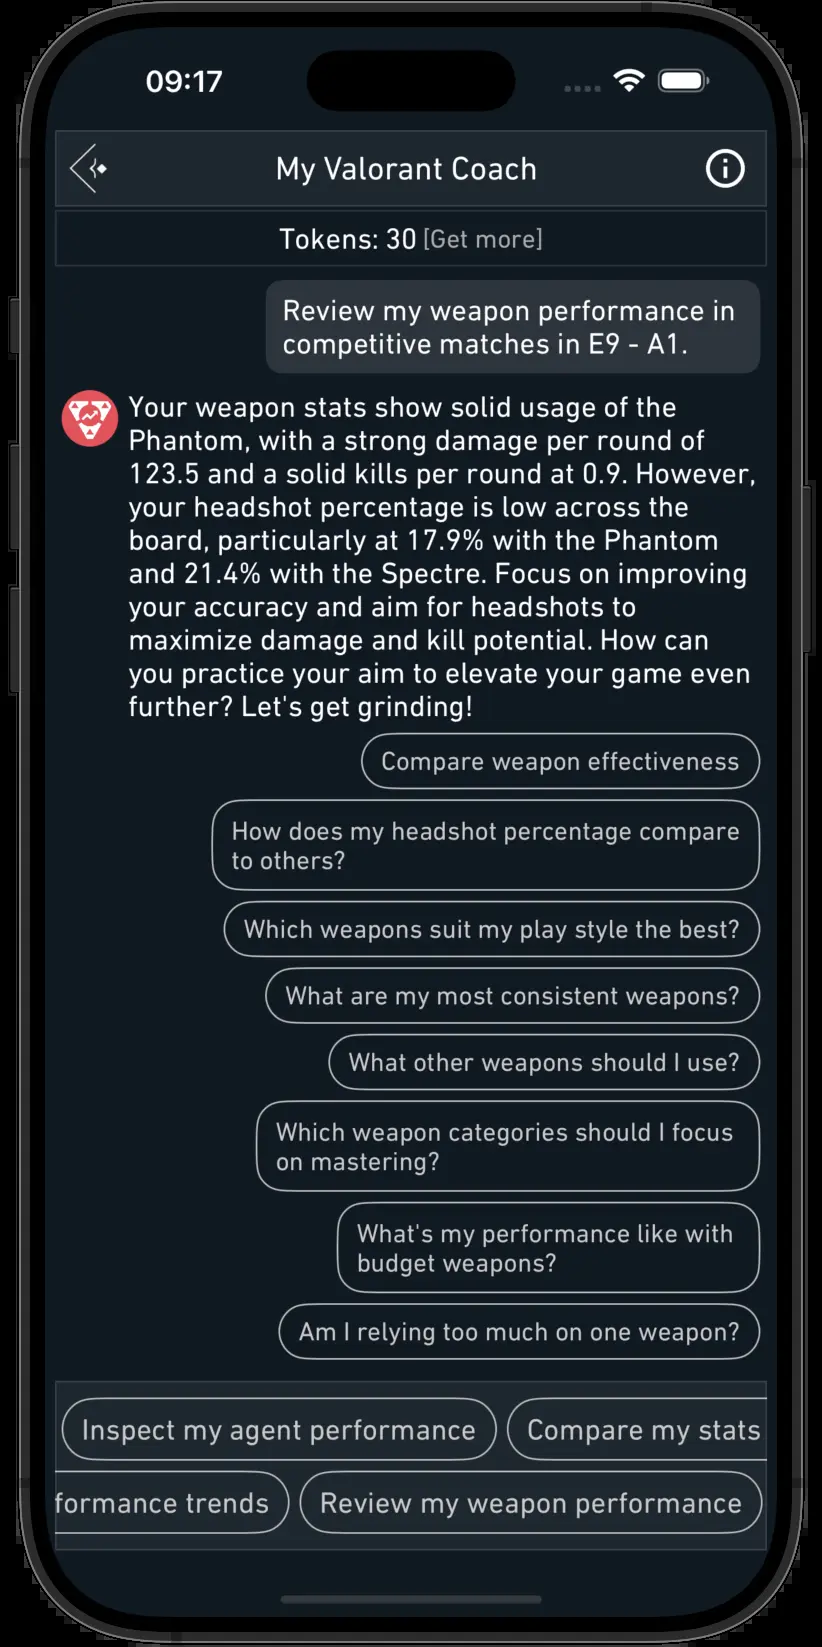 09:17
My Valorant Coach
Tokens: 30 [Get more]
Review my weapon performance in
competitive matches in E9 - A1.
Your weapon stats show solid usage of the
Phantom, with a strong damage per round of
123.5 and a solid kills per round at 0.9. However,
your headshot percentage is low across the
board, particularly at 17.9% with the Phantom
and 21.4% with the Spectre. Focus on improving
your accuracy and aim for headshots to
maximize damage and kill potential. How can
you practice your aim to elevate your game even
further? Let's get grinding!
Compare weapon effectiveness
How does my headshot percentage compare
to others?
Which weapons suit my play style the best?
What are my most consistent weapons?
What other weapons should I use?
Which weapon categories should I focus
on mastering?
What's my performance like with
budget weapons?
Am I relying too much on one weapon?
Inspect my agent performance
Compare my stats
formance trends
Review my weapon performance